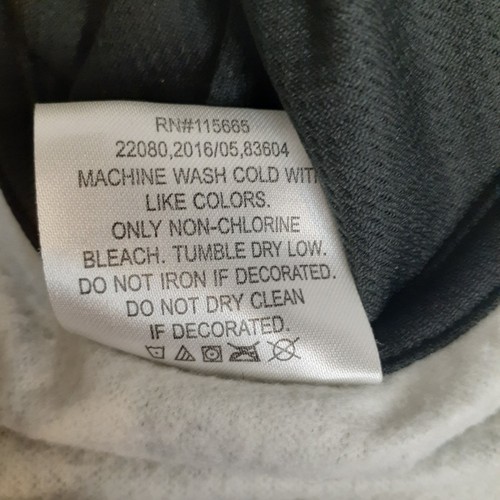 RN#115665
22080,2016/05,83604
MACHINE WASH COLD WITH
LIKE COLORS.
ONLY NON-CHLORINE
BLEACH. TUMBLE DRY LOW.
DO NOT IRON IF DECORATED.
DO NOT DRY CLEAN
IF DECORATED.